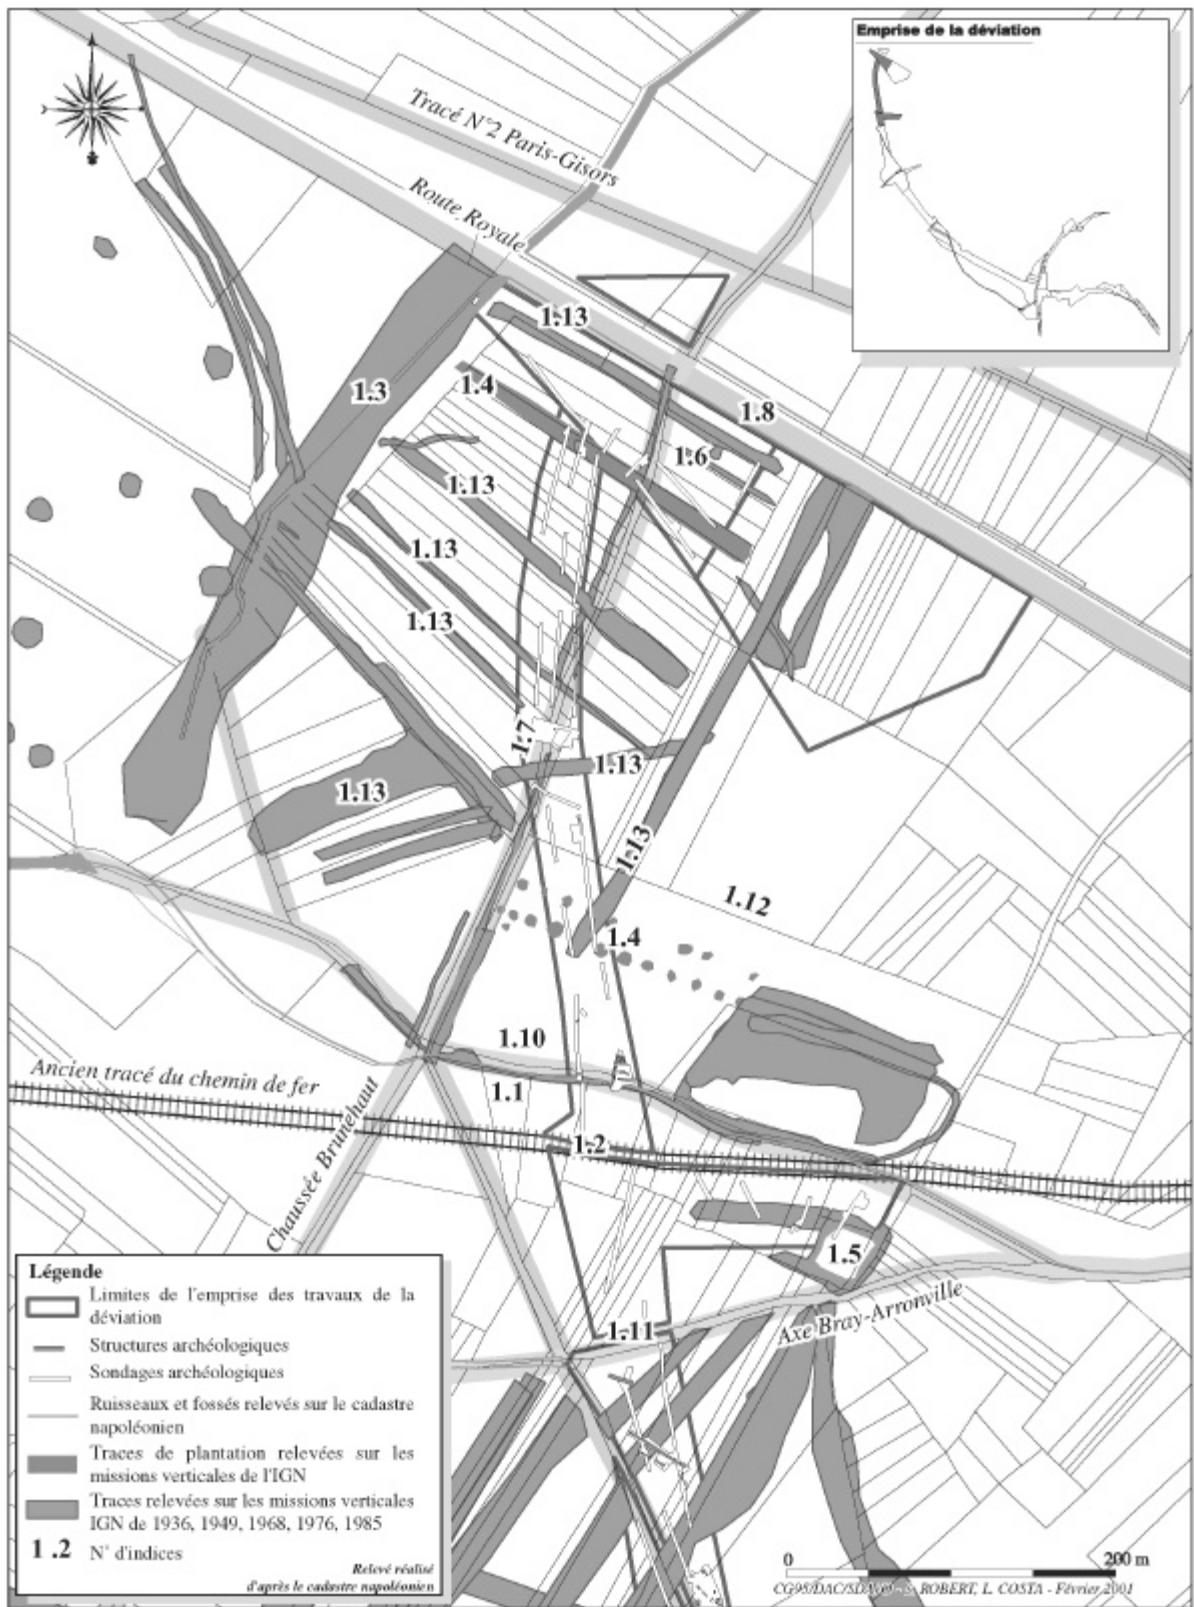 Emprise de la déviation
Tracé N°2 Paris-Gisors
Route Royale
1.13
1.3
1.4
1.8
1.6
1.13
1.13
1.13
1.7
1.13
1.13
1.13
1.12
1.4
1.10
Ancien tracé du chemin de fer
1.1
1.2
Chaussée Brunehaut
1.5
Axe Bray-Arronville
1.11
Légende
Limites de l'emprise des travaux de la
déviation
Structures archéologiques
Sondages archéologiques
Ruisseaux et fossés relevés sur le cadastre
napoléonien
Traces de plantation relevées sur les
missions verticales de l'IGN
Traces relevées sur les missions verticales
IGN de 1936, 1949, 1968, 1976, 1985
1.2 N° d'indices
Relevé réalisé
d'après le cadastre napoléonien
0 200 m
ROBERT, L. COSTA - Février 2001